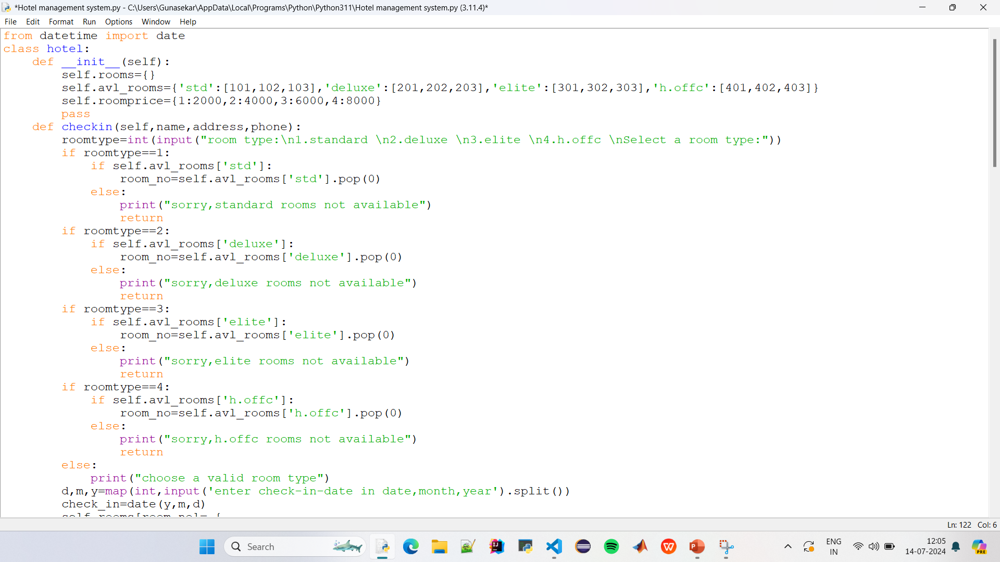 *Hotel management system.py - C:\Users\Gunasekar\AppData\Local\Programs\Python\Python311\Hotel management system.py (3.11.4)*
File Edit Format Run Options Window Help
from datetime import date
class hotel:
    def __init__(self):
        self.rooms={}
        self.avl_rooms={'std':[101,102,103],'deluxe':[201,202,203],'elite':[301,302,303],'h.offc':[401,402,403]}
        self.roomprice={1:2000,2:4000,3:6000,4:8000}
        pass
    def checkin(self,name,address,phone):
        roomtype=int(input("room type:\n1.standard \n2.deluxe \n3.elite \n4.h.offc \nSelect a room type:"))
        if roomtype==1:
            if self.avl_rooms['std']:
                room_no=self.avl_rooms['std'].pop(0)
            else:
                print("sorry,standard rooms not available")
                return
        if roomtype==2:
            if self.avl_rooms['deluxe']:
                room_no=self.avl_rooms['deluxe'].pop(0)
            else:
                print("sorry,deluxe rooms not available")
                return
        if roomtype==3:
            if self.avl_rooms['elite']:
                room_no=self.avl_rooms['elite'].pop(0)
            else:
                print("sorry,elite rooms not available")
                return
        if roomtype==4:
            if self.avl_rooms['h.offc']:
                room_no=self.avl_rooms['h.offc'].pop(0)
            else:
                print("sorry,h.offc rooms not available")
                return
        else:
            print("choose a valid room type")
        d,m,y=map(int,input('enter check-in-date in date,month,year').split())
        check_in=date(y,m,d)
        self.rooms[room_no]= {
Ln: 122 Col: 6
Search
ENG
IN
12:05
14-07-2024
PRE